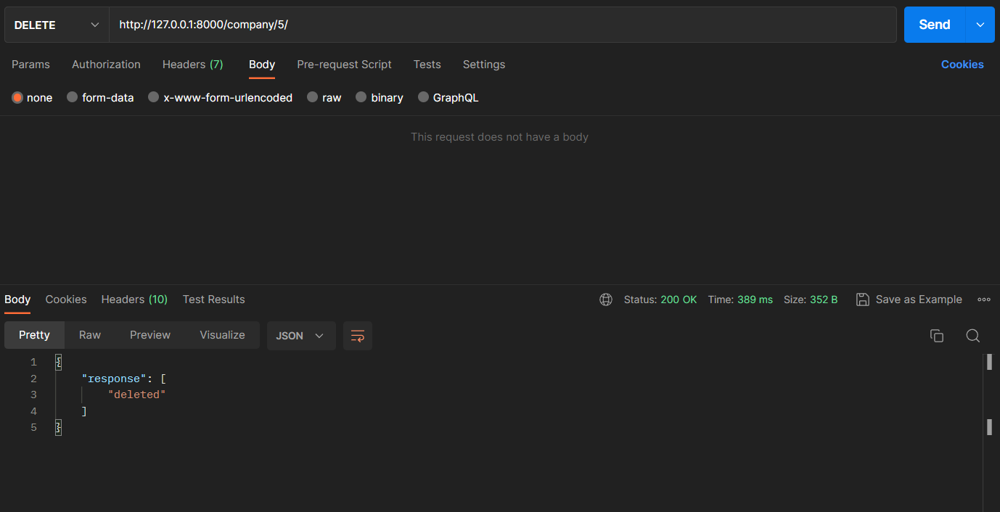 DELETE http://127.0.0.1:8000/company/5/ Send
Params Authorization Headers (7) Body Pre-request Script Tests Settings Cookies
none form-data x-www-form-urlencoded raw binary GraphQL
This request does not have a body
Body Cookies Headers (10) Test Results Status: 200 OK Time: 389 ms Size: 352 B Save as Example
Pretty Raw Preview Visualize JSON
1 {
2 "response": [
3 "deleted"
4 ]
5 }